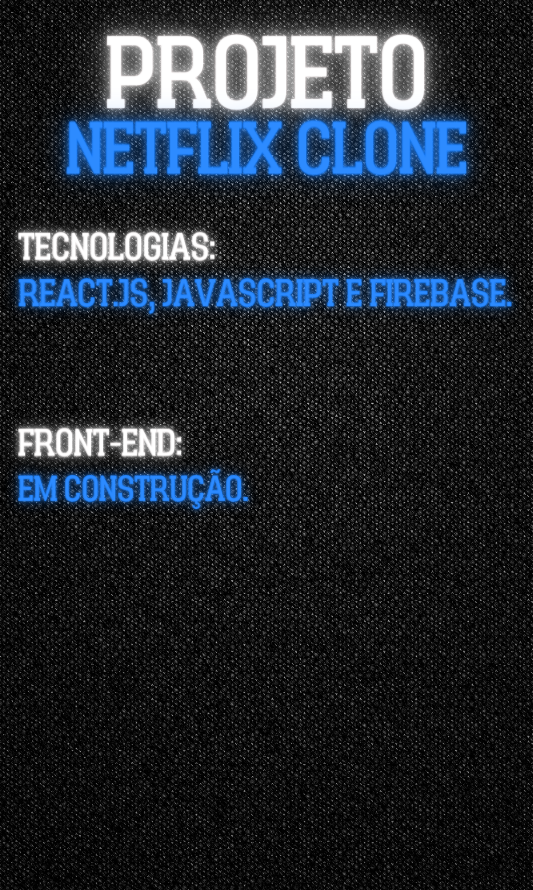 PROJETO
NETFLIX CLONE
TECNOLOGIAS:
REACT.JS, JAVASCRIPT E FIREBASE.
FRONT-END:
EM CONSTRUÇÃO.